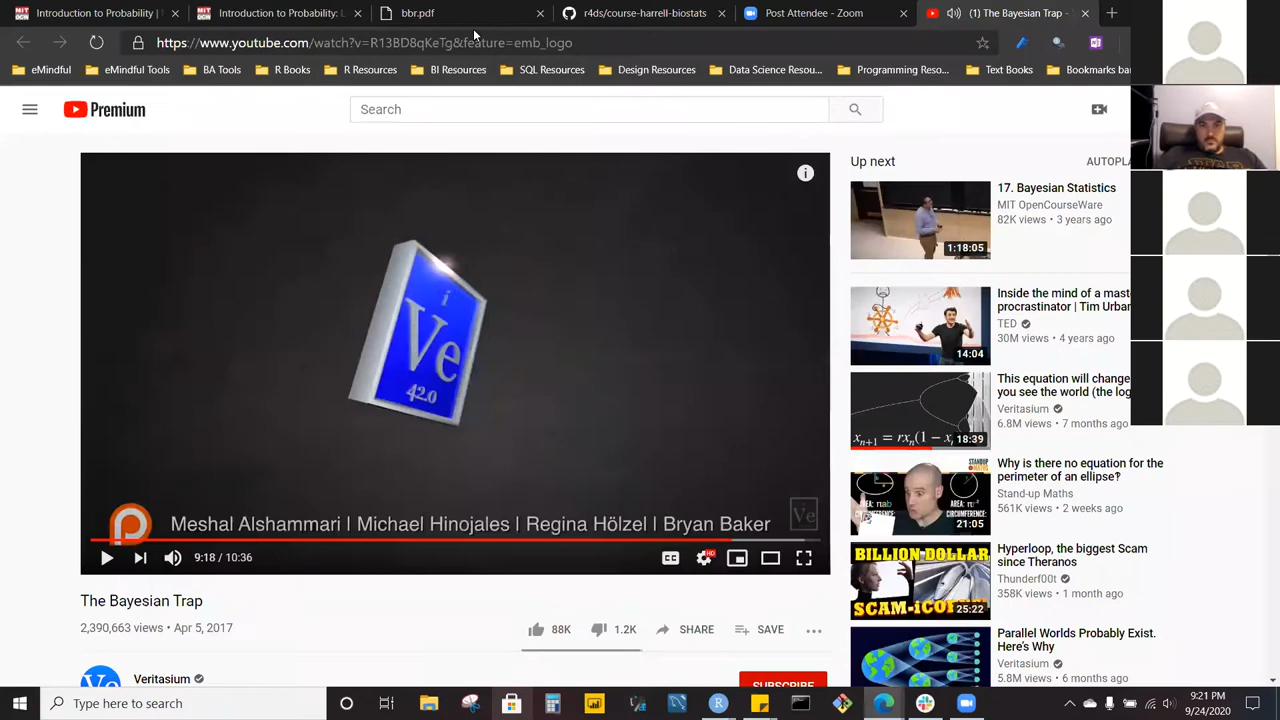 Introduction to Probability |
Introduction to Probability: L
bbr.pdf
r4ds/course-harrell-biostats
Post Attendee - Zoom
(1) The Bayesian Trap -
https://www.youtube.com/watch?v=R13BD8qKeTg&feature=emb_logo
eMindful
eMindful Tools
BA Tools
R Books
R Resources
BI Resources
SQL Resources
Design Resources
Data Science Resou...
Programming Reso...
Text Books
Bookmarks bar
Premium
Search
Up next
AUTOPLA
i
Ve
420
17. Bayesian Statistics
MIT OpenCourseWare
82K views • 3 years ago
1:18:05
Inside the mind of a mast
procrastinator | Tim Urban
TED
30M views • 4 years ago
14:04
This equation will change
you see the world (the log
Veritasium
6.8M views • 7 months ago
xn+1 = rxn(1 − x
18:39
Why is there no equation for the
perimeter of an ellipse‽
Stand-up Maths
561K views • 2 weeks ago
21:05
Hyperloop, the biggest Scam
since Theranos
Thunderf00t
358K views • 1 month ago
BILLION DOLLAR
SCAM-
25:22
Parallel Worlds Probably Exist.
Here's Why
Veritasium
5.8M views • 6 months ago
Meshal Alshammari | Michael Hinojales | Regina Hölzel | Bryan Baker
Ve
9:18 / 10:36
CC
HD
The Bayesian Trap
2,390,663 views • Apr 5, 2017
88K
1.2K
SHARE
SAVE
Veritasium
SUBSCRIBE
Type here to search
9:21 PM
9/24/2020